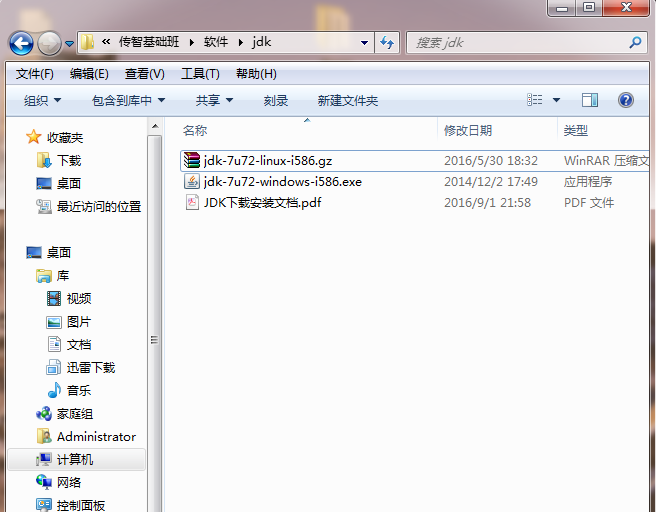 « 传智基础班 ▸ 软件 ▸ jdk
搜索 jdk
文件(F) 编辑(E) 查看(V) 工具(T) 帮助(H)
组织 包含到库中 共享 刻录 新建文件夹
名称 修改日期 类型
jdk-7u72-linux-i586.gz 2016/5/30 18:32 WinRAR 压缩文
jdk-7u72-windows-i586.exe 2014/12/2 17:49 应用程序
JDK下载安装文档.pdf 2016/9/1 21:58 PDF 文件
收藏夹
下载
桌面
最近访问的位置
桌面
库
视频
图片
文档
迅雷下载
音乐
家庭组
Administrator
计算机
网络
控制面板